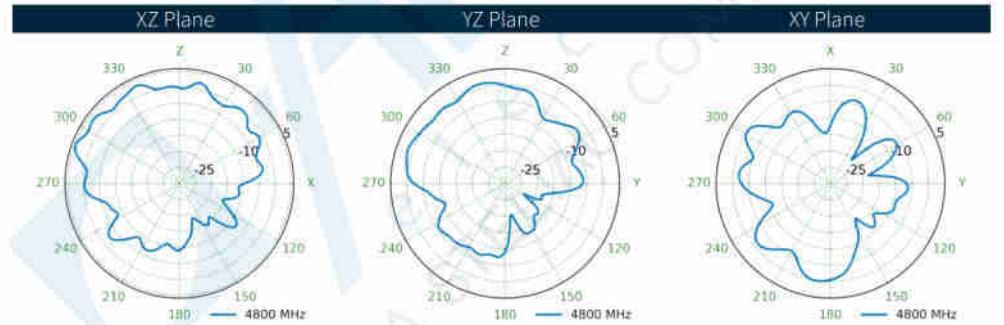 XZ Plane YZ Plane XY Plane
Z Z X
330 30 330 30 330 30
300 60 300 60 300 60
5 5 5
-10 -10 -10
-25 -25 -25
270 X 270 Y 270 Y
240 120 240 120 240 120
210 150 210 150 210 150
180 4800 MHz 180 4800 MHz 180 4800 MHz